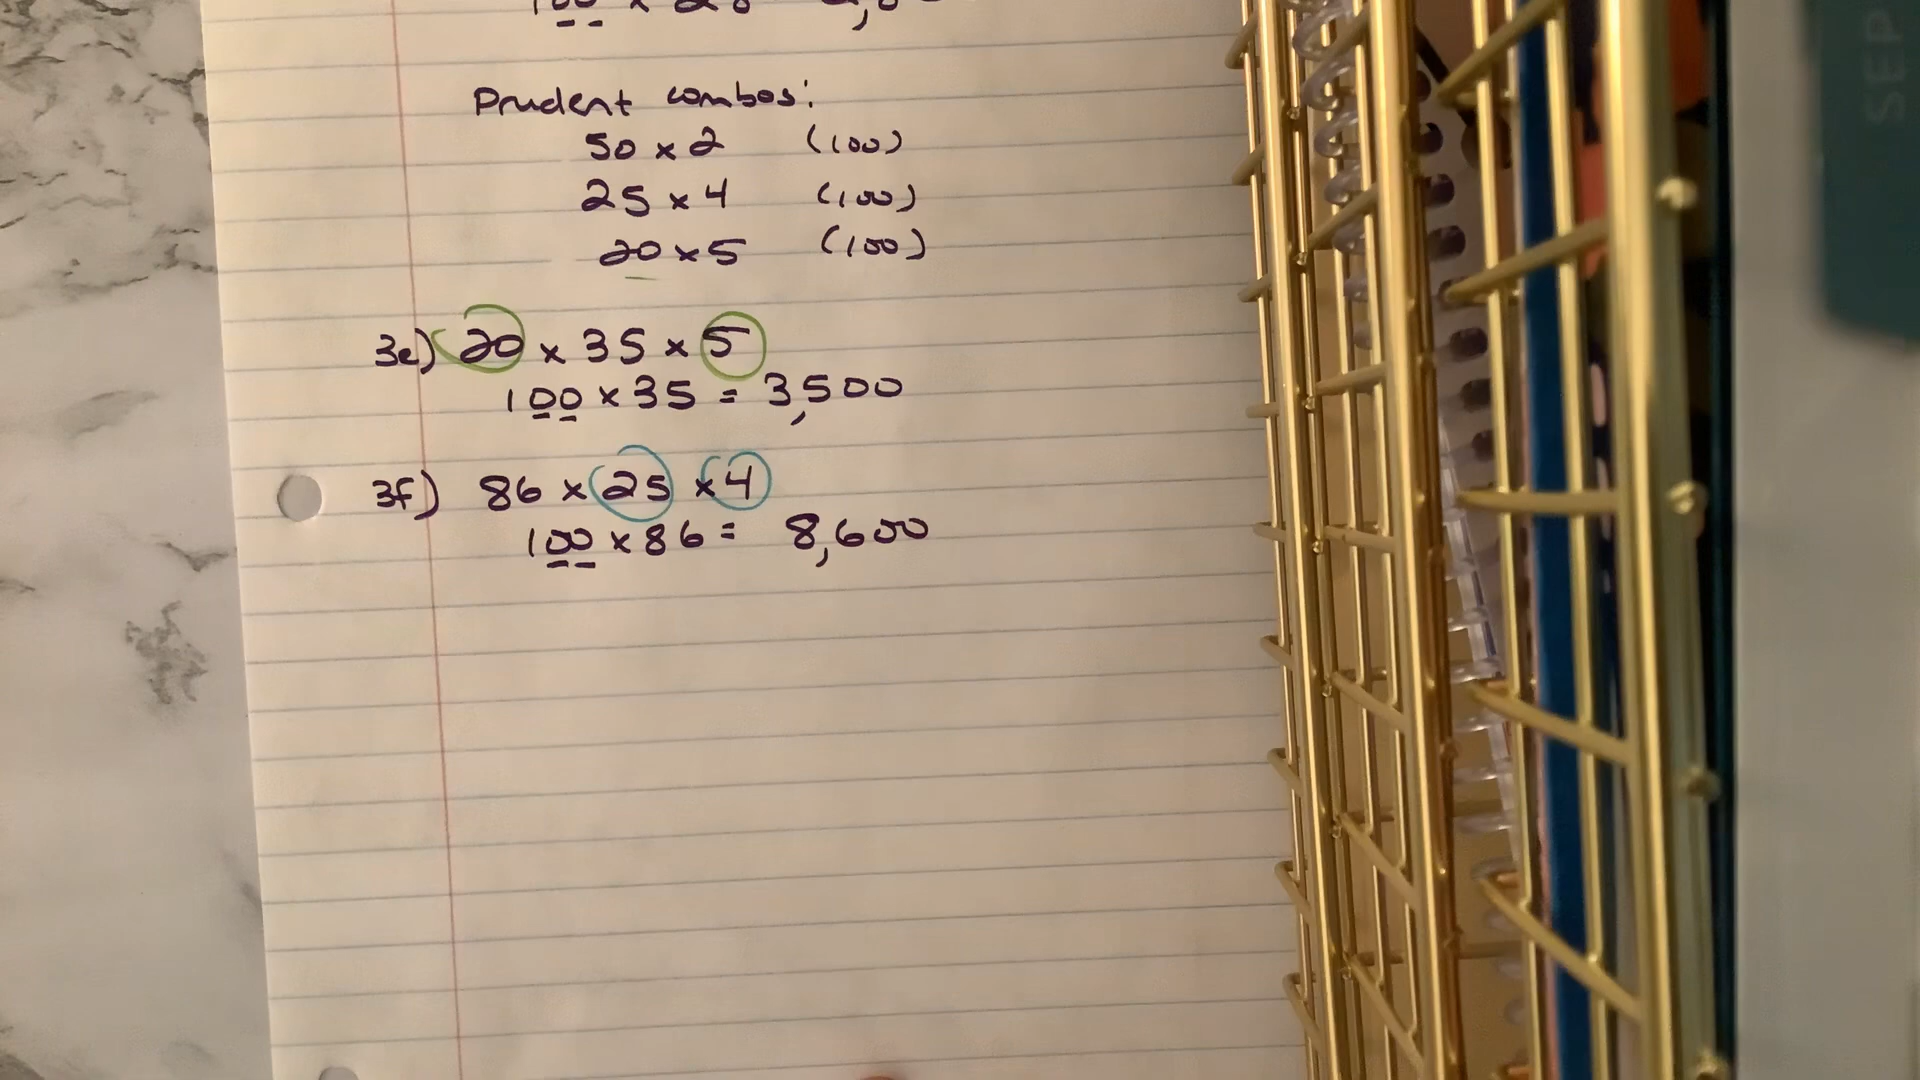 Prudent combos:
50 x 2 (100)
25 x 4 (100)
20 x 5 (100)
3e) 20 x 35 x 5
100 x 35 = 3,500
3f) 86 x 25 x 4
100 x 86 = 8,600
SEP